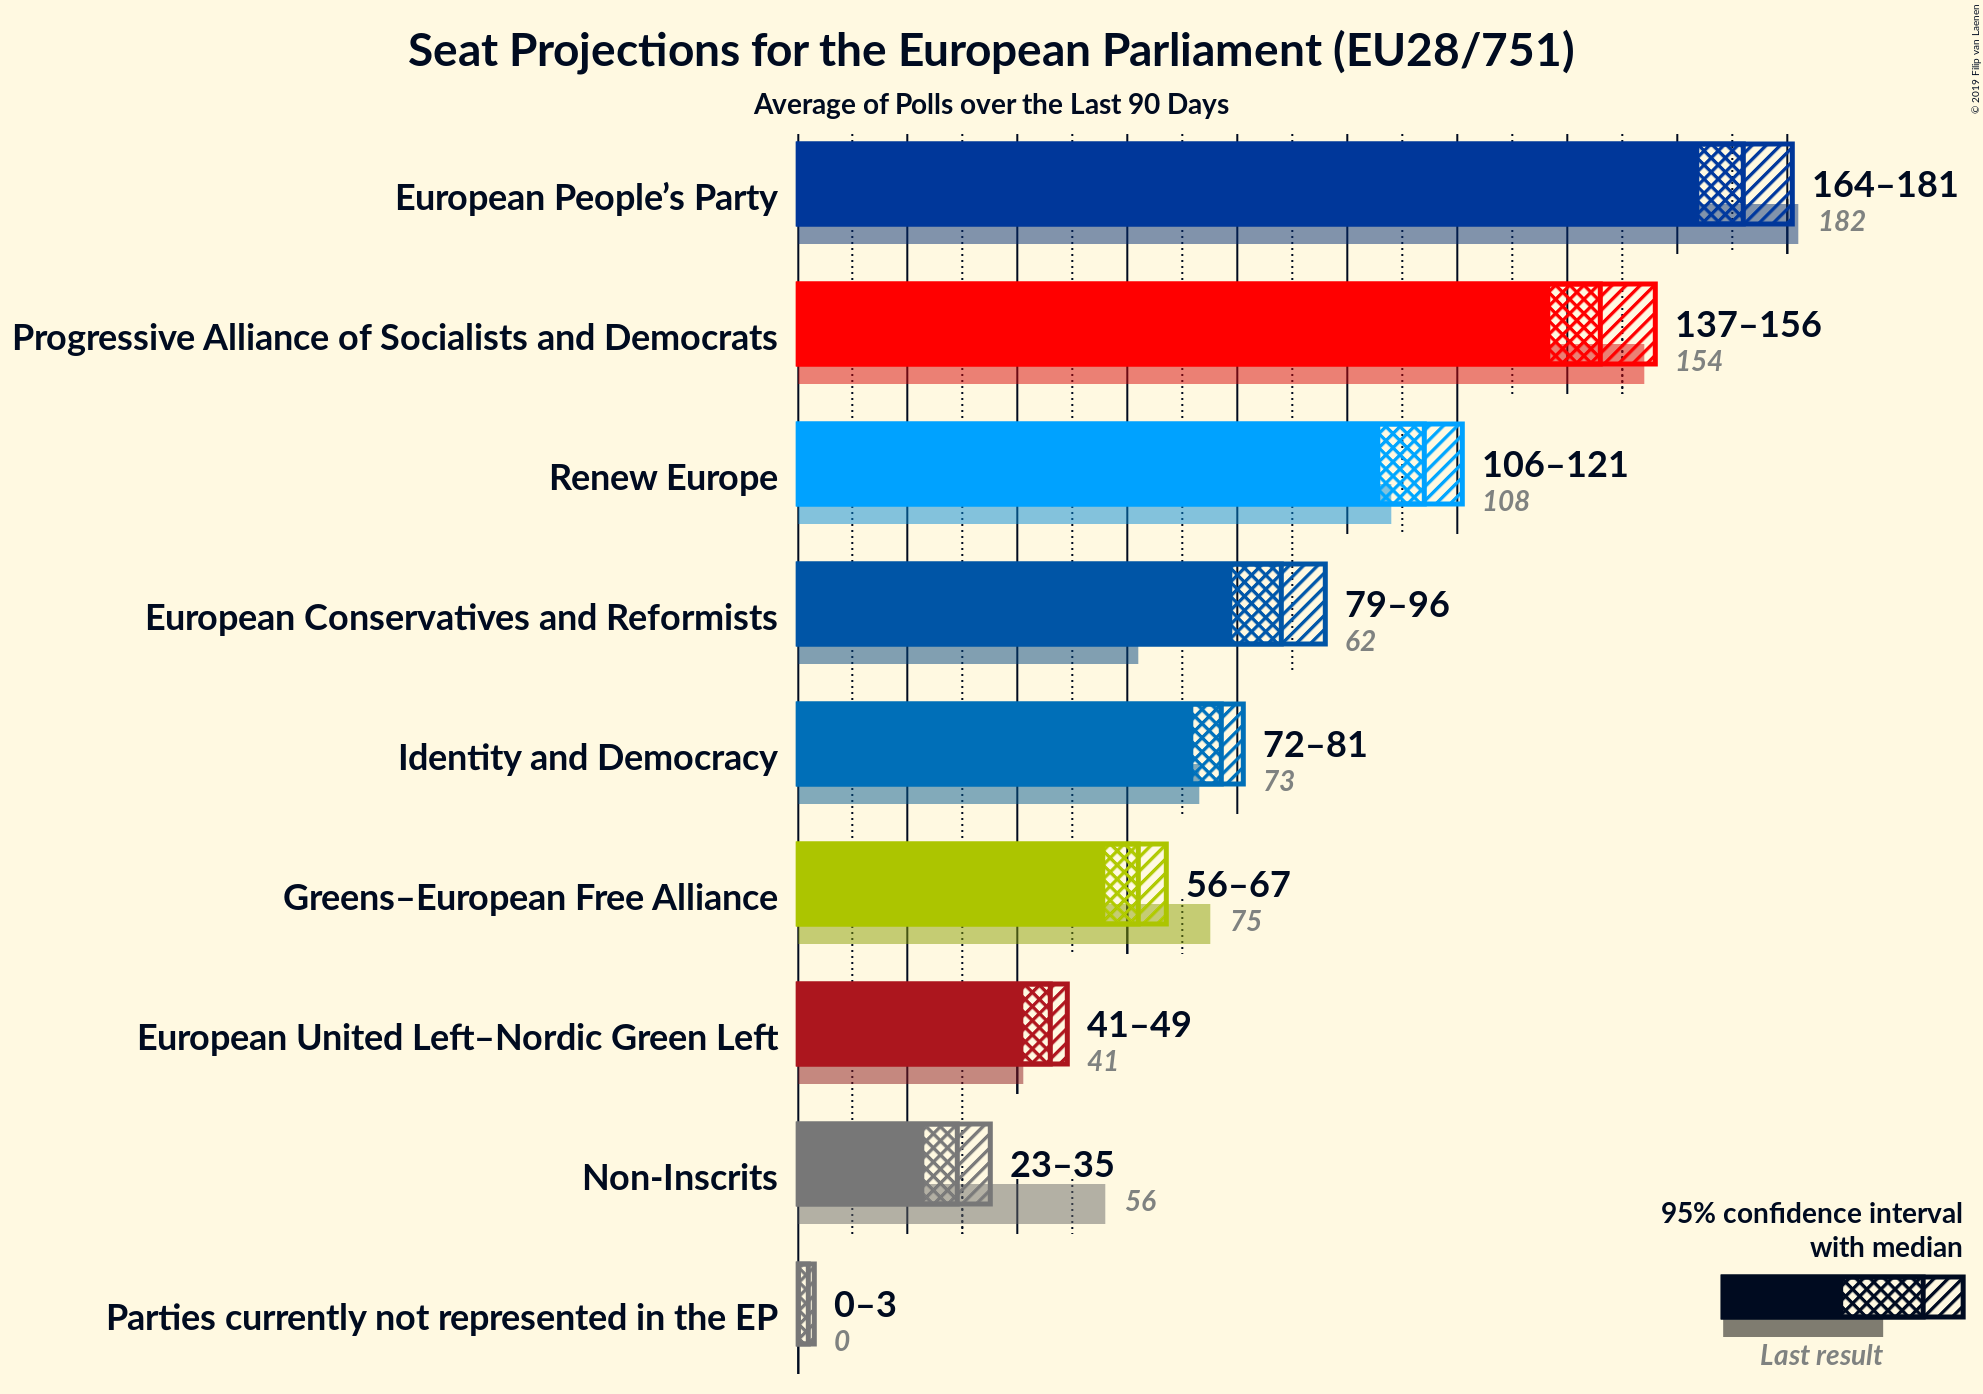 Seat Projections for the European Parliament (EU28/751)
Average of Polls over the Last 90 Days
© 2019 Filip van Laenen
European People’s Party
164–181
182
Progressive Alliance of Socialists and Democrats
137–156
154
Renew Europe
106–121
108
European Conservatives and Reformists
79–96
62
Identity and Democracy
72–81
73
Greens–European Free Alliance
56–67
75
European United Left–Nordic Green Left
41–49
41
Non-Inscrits
23–35
56
Parties currently not represented in the EP
0–3
0
95% confidence interval
with median
Last result